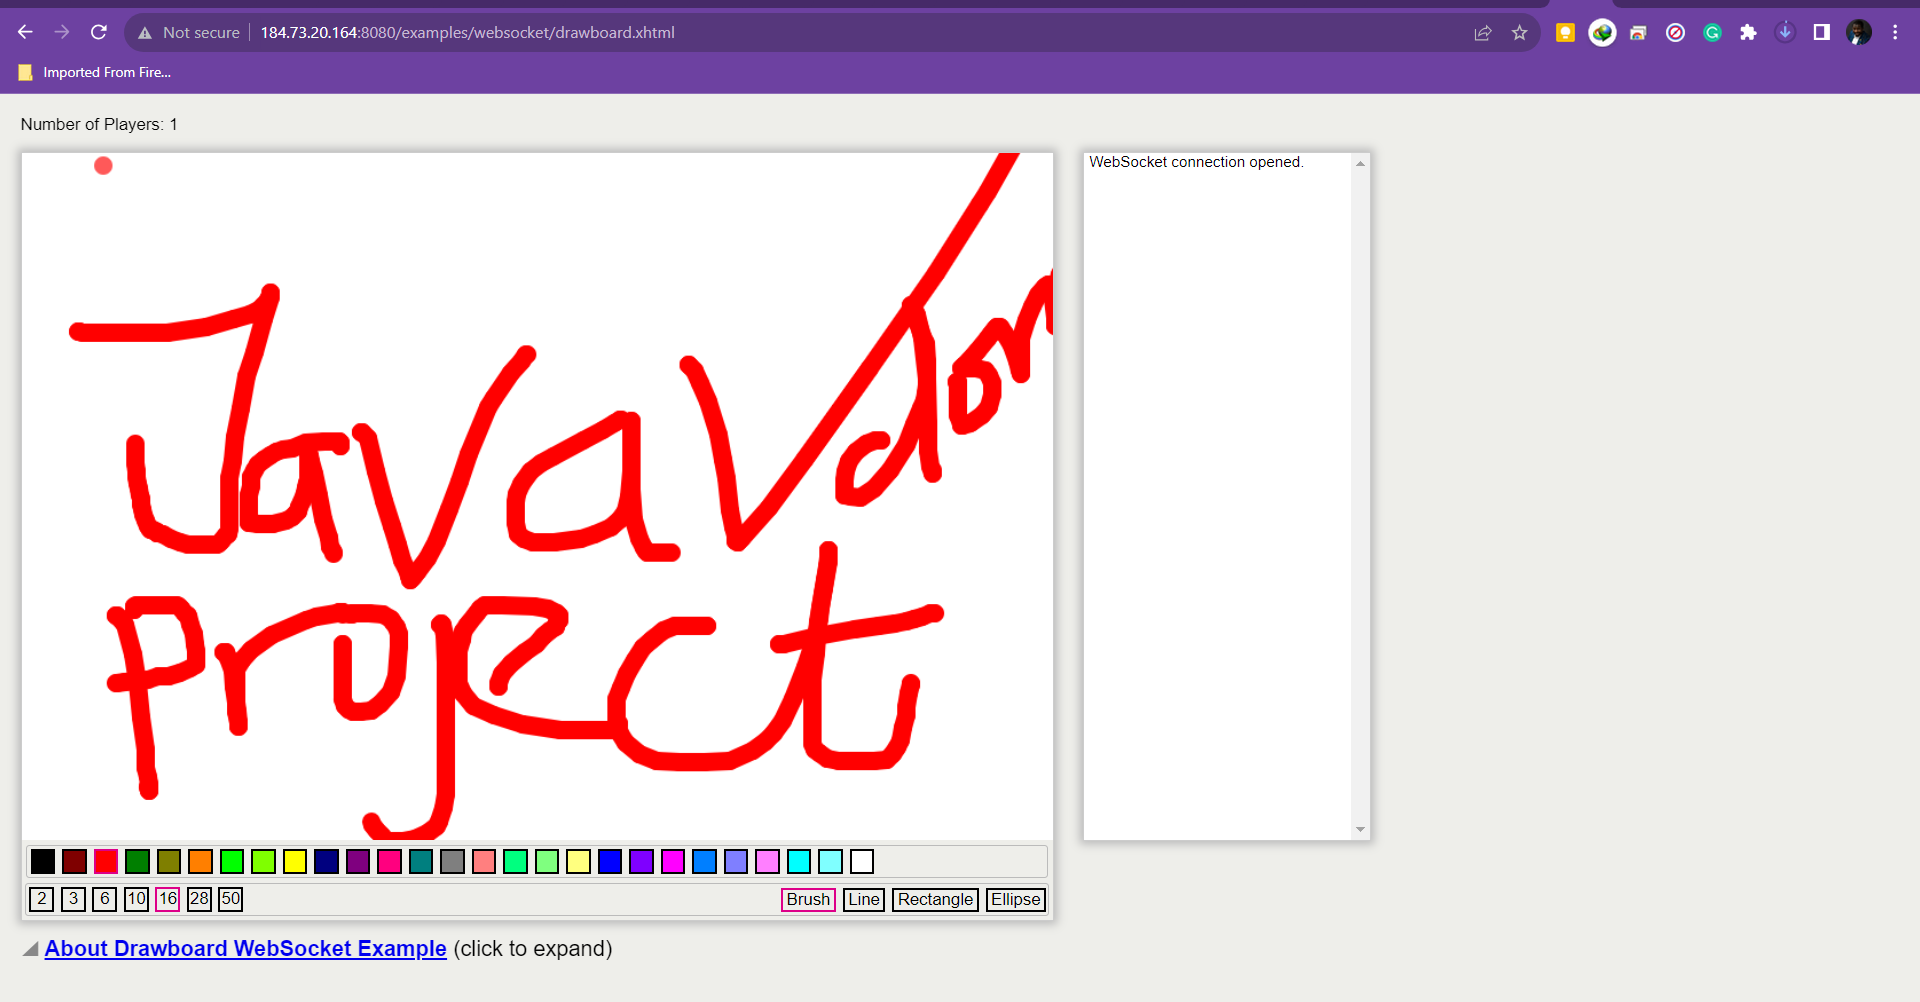 Not secure
184.73.20.164:8080/examples/websocket/drawboard.xhtml
Imported From Fire...
Number of Players: 1
WebSocket connection opened.
Java
project
2 3 6 10 16 28 50 Brush Line Rectangle Ellipse
About Drawboard WebSocket Example (click to expand)